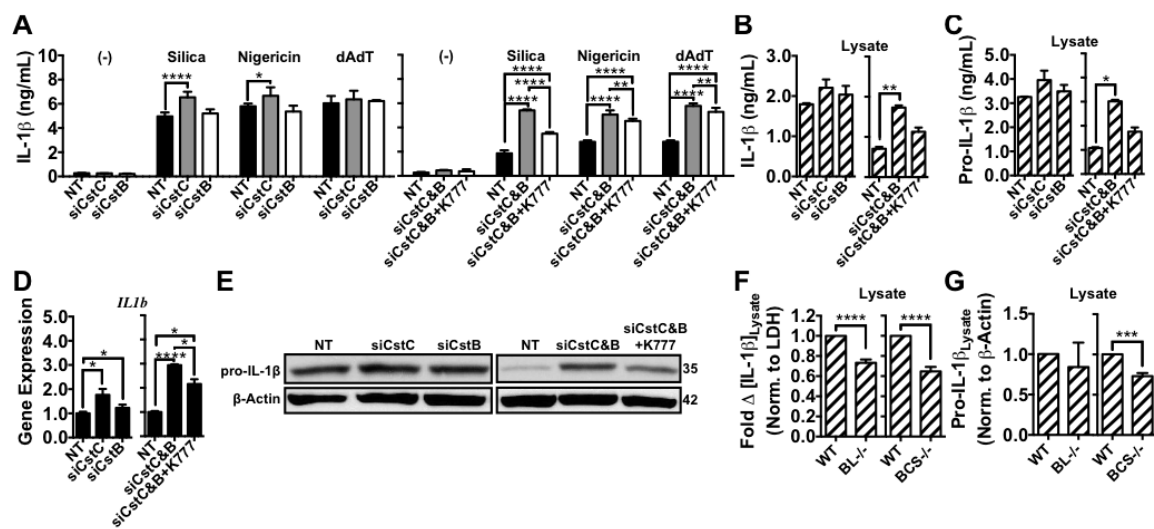 A
(-)
Silica
Nigericin
dAdT
(-)
Silica
Nigericin
dAdT
IL-1β (ng/mL)
10
8
6
4
2
0
**** * **** **** **** **** **** ** **** **** **
NT siCstC siCstB
NT siCstC siCstB
NT siCstC siCstB
NT siCstC siCstB
NT siCstC&B siCstC&B+K777
NT siCstC&B siCstC&B+K777
NT siCstC&B siCstC&B+K777
NT siCstC&B siCstC&B+K777
B
Lysate
IL-1β (ng/mL)
4.0
3.0
2.0
1.0
0.0
**
NT siCstC siCstB
NT siCstC&B siCstC&B+K777
C
Lysate
Pro-IL-1β (ng/mL)
6.0
5.0
4.0
3.0
2.0
1.0
0.0
*
NT siCstC siCstB
NT siCstC&B siCstC&B+K777
D
IL1b
Gene Expression
5.0
4.0
3.0
2.0
1.0
0.0
* * * **** *
NT siCstC siCstB
NT siCstC&B siCstC&B+K777
E
NT siCstC siCstB NT siCstC&B siCstC&B
+K777
pro-IL-1β 35
β-Actin 42
F
Lysate
Fold Δ [IL-1β]Lysate
(Norm. to LDH)
1.2
1.0
0.8
0.6
0.4
0.2
0.0
**** ****
WT BL-/- WT BCS-/-
G
Lysate
Pro-IL-1βLysate
(Norm. to β-Actin)
1.5
1.0
0.5
0.0
***
WT BL-/- WT BCS-/-